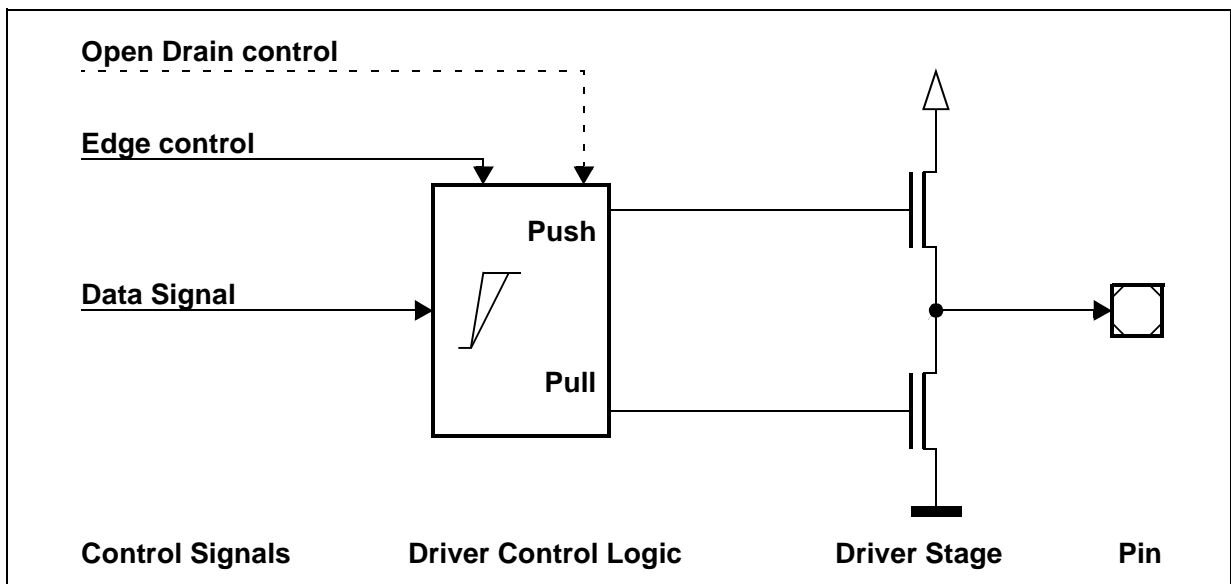 Open Drain control
Edge control
Push
Data Signal
Pull
Control Signals
Driver Control Logic
Driver Stage
Pin